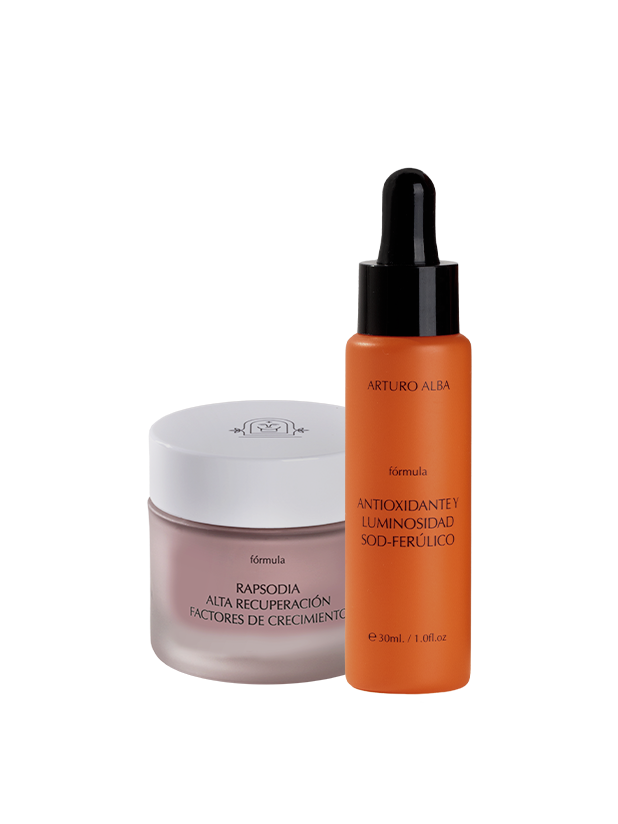 ARTURO ALBA
fórmula
ANTIOXIDANTE Y
LUMINOSIDAD
SOD-FERÚLICO
℮ 30ml. / 1.0fl.oz
fórmula
RAPSODIA
ALTA RECUPERACIÓN
FACTORES DE CRECIMIENTO